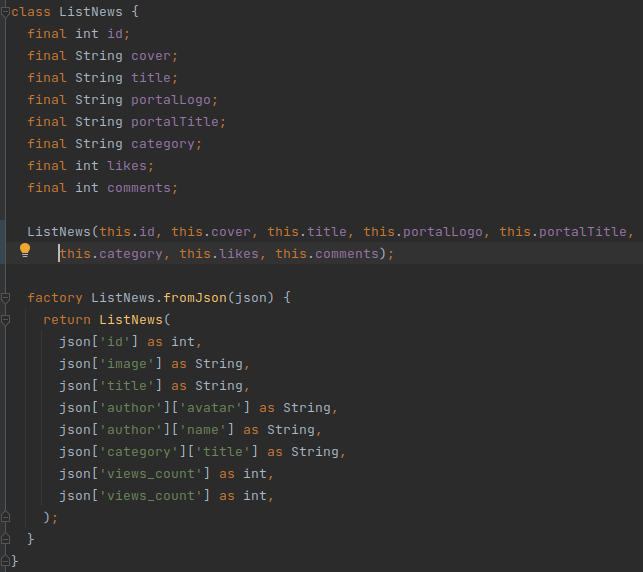 class ListNews {
  final int id;
  final String cover;
  final String title;
  final String portalLogo;
  final String portalTitle;
  final String category;
  final int likes;
  final int comments;

  ListNews(this.id, this.cover, this.title, this.portalLogo, this.portalTitle,
      this.category, this.likes, this.comments);

  factory ListNews.fromJson(json) {
    return ListNews(
      json['id'] as int,
      json['image'] as String,
      json['title'] as String,
      json['author']['avatar'] as String,
      json['author']['name'] as String,
      json['category']['title'] as String,
      json['views_count'] as int,
      json['views_count'] as int,
    );
  }
}